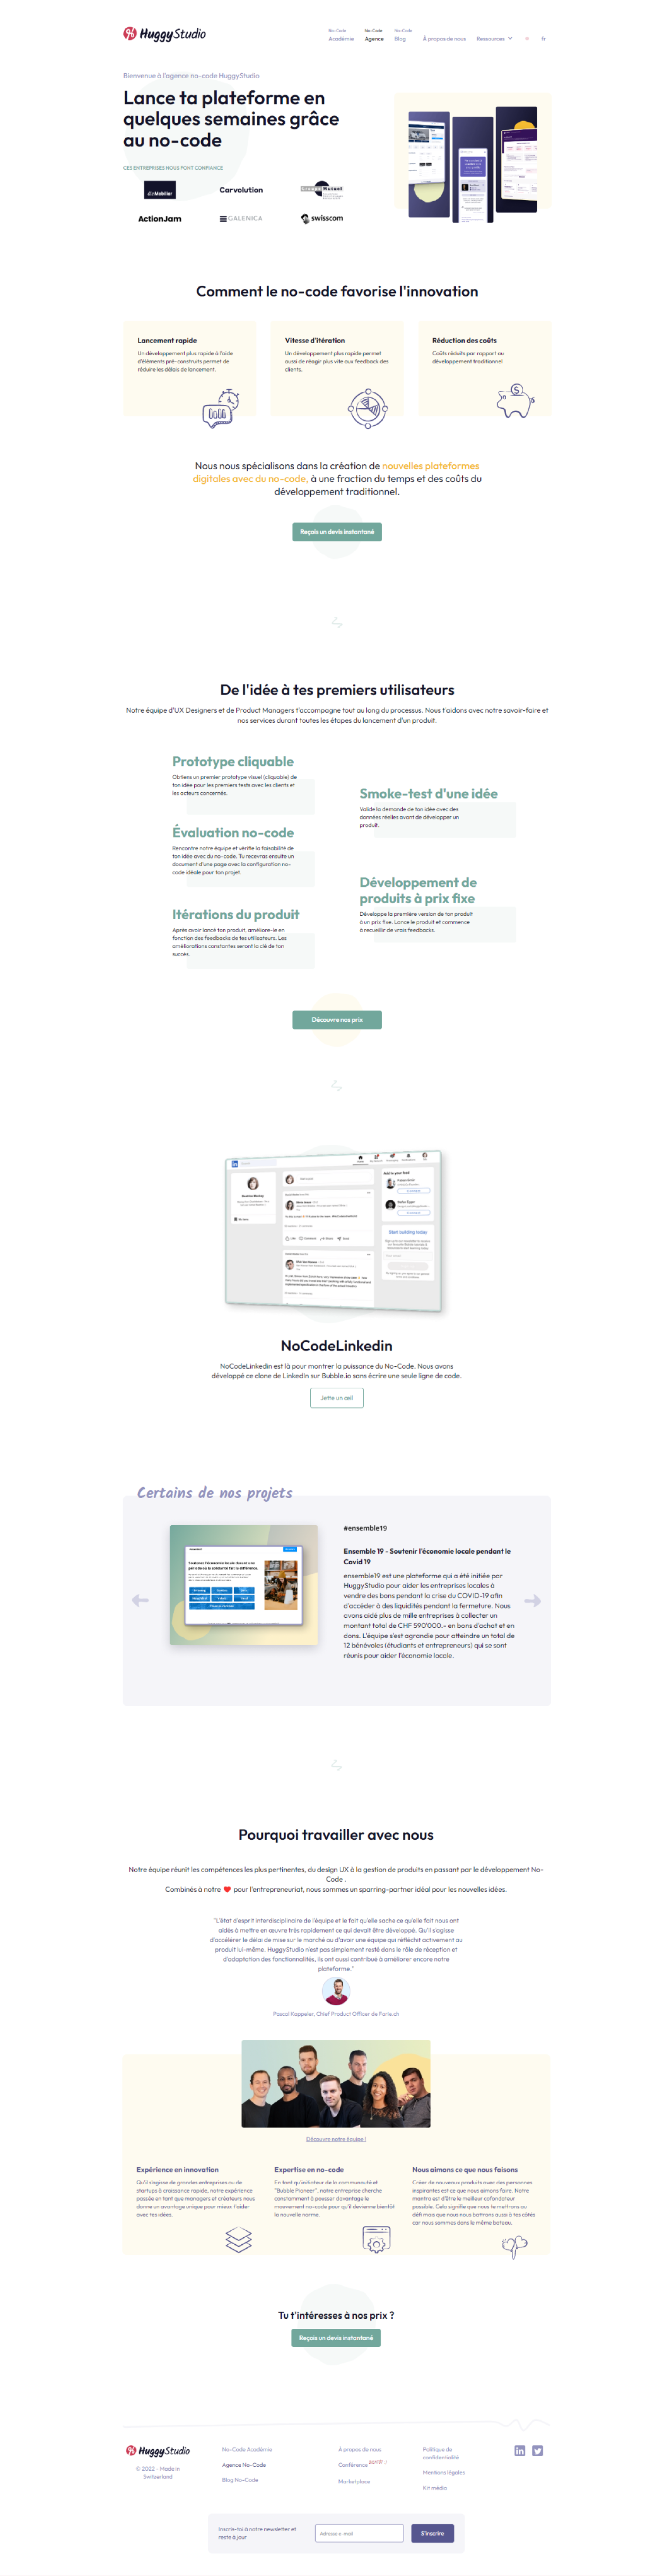 HuggyStudio
No-Code No-Code No-Code
Académie Agence Blog À propos de nous Ressources Fr
Bienvenue à l'agence no-code HuggyStudio
Lance ta plateforme en
quelques semaines grâce
au no-code
CES ENTREPRISES NOUS FONT CONFIANCE
die Mobiliar Carvolution
ActionJam GALENICA swisscom
Comment le no-code favorise l'innovation
Lancement rapide
Un développement plus rapide à l'aide
d'éléments pré-construits permet de
réduire les délais de lancement.
Vitesse d'itération
Un développement plus rapide permet
aussi de réagir plus vite aux feedback des
clients.
Réduction des coûts
Coûts réduits par rapport au
développement traditionnel
Nous nous spécialisons dans la création de nouvelles plateformes
digitales avec du no-code, à une fraction du temps et des coûts du
développement traditionnel.
Reçois un devis instantané
De l'idée à tes premiers utilisateurs
Notre équipe d'UX Designers et de Product Managers t'accompagne tout au long du processus. Nous t'aidons avec notre savoir-faire et
nos services durant toutes les étapes du lancement d'un produit.
Prototype cliquable
Obtiens un premier prototype visuel (cliquable) de
ton idée pour les premiers tests avec les clients et
les acteurs concernés.
Smoke-test d'une idée
Valide la demande de ton idée avec des
données réelles avant de développer un
produit.
Évaluation no-code
Rencontre notre équipe et vérifie la faisabilité de
ton idée avec du no-code. Tu recevras ensuite un
document d'une page avec la configuration no-
code idéale pour ton projet.
Développement de
produits à prix fixe
Développe la première version de ton produit
à un prix fixe. Lance le produit et commence
à recueillir de vrais feedbacks.
Itérations du produit
Après avoir lancé ton produit, améliore-le en
fonction des feedbacks de tes utilisateurs. Les
améliorations constantes seront la clé de ton
succès.
Découvre nos prix
Start building today
NoCodeLinkedin
NoCodeLinkedin est là pour montrer la puissance du No-Code. Nous avons
développé ce clone de LinkedIn sur Bubble.io sans écrire une seule ligne de code.
Jette un œil
Certains de nos projets
#ensemble19
Ensemble 19 - Soutenir l'économie locale pendant le
Covid 19
ensemble19 est une plateforme qui a été initiée par
HuggyStudio pour aider les entreprises locales à
vendre des bons pendant la crise du COVID-19 afin
d'accéder à des liquidités pendant la fermeture. Nous
avons aidé plus de mille entreprises à collecter un
montant total de CHF 590'000.- en bons d'achat et en
dons. L'équipe s'est agrandie pour atteindre un total de
12 bénévoles (étudiants et entrepreneurs) qui se sont
réunis pour aider l'économie locale.
Pourquoi travailler avec nous
Notre équipe réunit les compétences les plus pertinentes, du design UX à la gestion de produits en passant par le développement No-
Code .
Combinés à notre ❤️ pour l'entrepreneuriat, nous sommes un sparring-partner idéal pour les nouvelles idées.
"L'état d'esprit interdisciplinaire de l'équipe et le fait qu'elle sache ce qu'elle fait nous ont
aidés à mettre en œuvre très rapidement ce qui devait être développé. Qu'il s'agisse
d'accélérer le délai de mise sur le marché ou d'avoir une équipe qui réfléchit activement au
produit lui-même. HuggyStudio n'est pas simplement resté dans le rôle de réception et
d'adaptation des fonctionnalités, ils ont aussi contribué à améliorer encore notre
plateforme."
Pascal Kappeler, Chief Product Officer de Farie.ch
Découvre notre équipe !
Expérience en innovation
Qu'il s'agisse de grandes entreprises ou de
startups à croissance rapide, notre expérience
passée en tant que managers et créateurs nous
donne un avantage unique pour mieux t'aider
avec tes idées.
Expertise en no-code
En tant qu'initiateur de la communauté et
"Bubble Pioneer", notre entreprise cherche
constamment à pousser davantage le
mouvement no-code pour qu'il devienne bientôt
la nouvelle norme.
Nous aimons ce que nous faisons
Créer de nouveaux produits avec des personnes
inspirantes est ce que nous aimons faire. Notre
mantra est d'être le meilleur cofondateur
possible. Cela signifie que nous te mettrons au
défi mais que nous nous battrons aussi à tes côtés
car nous sommes dans le même bateau.
Tu t'intéresses à nos prix ?
Reçois un devis instantané
HuggyStudio
© 2022 - Made in
Switzerland
No-Code Académie
Agence No-Code
Blog No-Code
À propos de nous
Conférence
Marketplace
Politique de
confidentialité
Mentions légales
Kit média
Inscris-toi à notre newsletter et
reste à jour
Adresse e-mail
S'inscrire